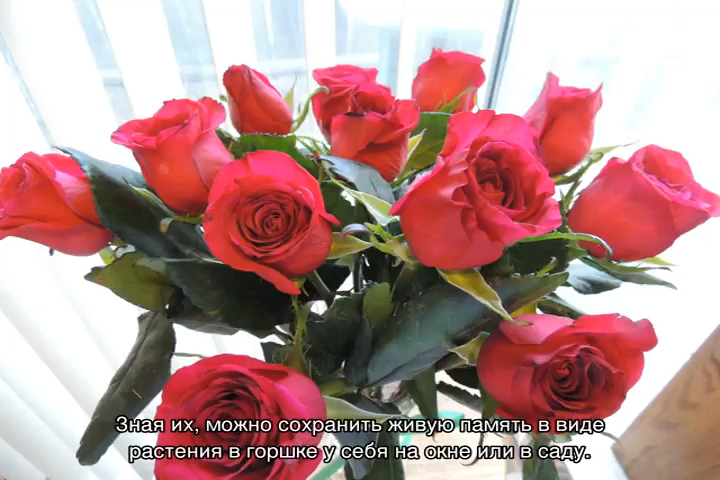 Зная их, можно сохранить живую память в виде
растения в горшке у себя на окне или в саду.